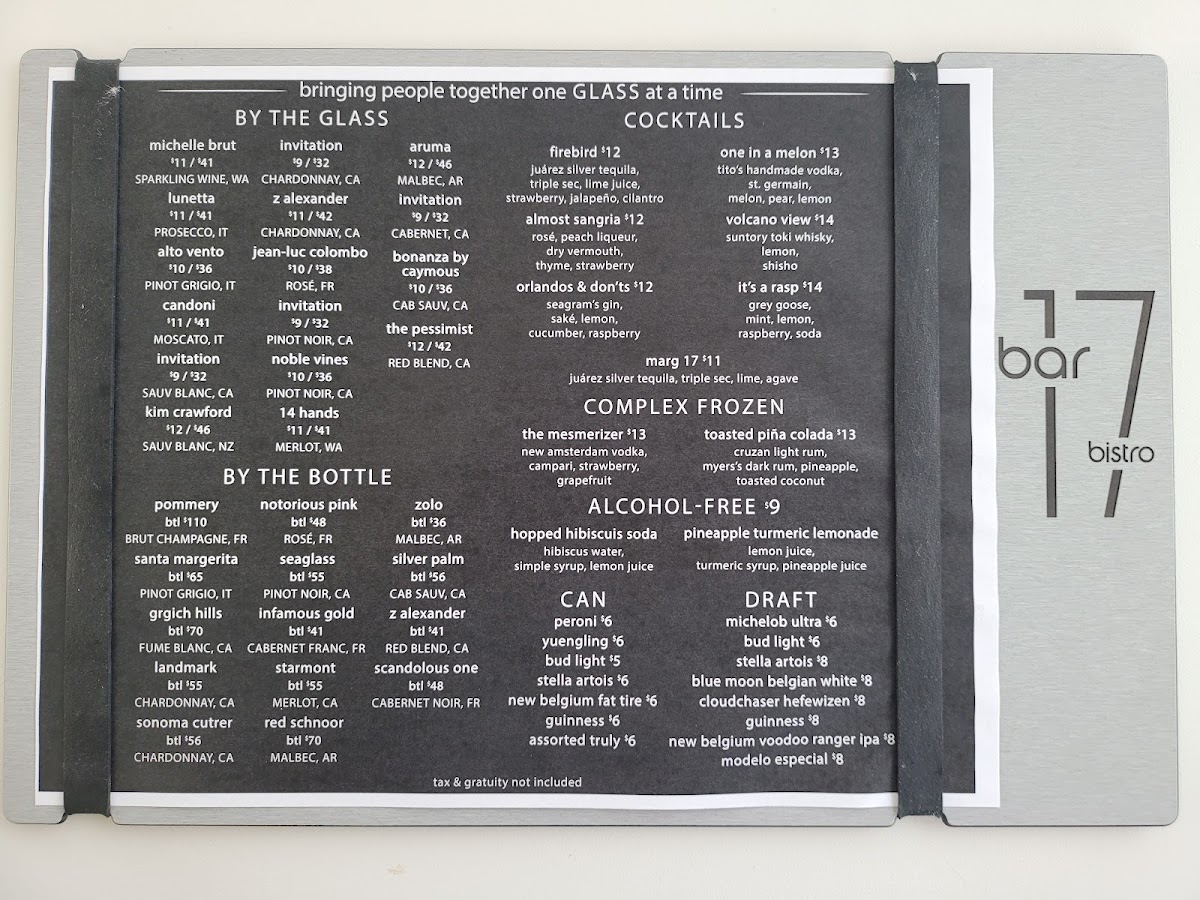 bringing people together one GLASS at a time
BY THE GLASS
michelle brut
$11 / $41
SPARKLING WINE, WA
lunetta
$11 / $41
PROSECCO, IT
alto vento
$10 / $36
PINOT GRIGIO, IT
candoni
$11 / $41
MOSCATO, IT
invitation
$9 / $32
SAUV BLANC, CA
kim crawford
$12 / $46
SAUV BLANC, NZ
invitation
$9 / $32
CHARDONNAY, CA
z alexander
$11 / $42
CHARDONNAY, CA
jean-luc colombo
$10 / $38
ROSÉ, FR
invitation
$9 / $32
PINOT NOIR, CA
noble vines
$10 / $36
PINOT NOIR, CA
14 hands
$11 / $41
MERLOT, WA
aruma
$12 / $46
MALBEC, AR
invitation
$9 / $32
CABERNET, CA
bonanza by
caymous
$10 / $36
CAB SAUV, CA
the pessimist
$12 / $42
RED BLEND, CA
BY THE BOTTLE
pommery
btl $110
BRUT CHAMPAGNE, FR
santa margerita
btl $65
PINOT GRIGIO, IT
grgich hills
btl $70
FUME BLANC, CA
landmark
btl $55
CHARDONNAY, CA
sonoma cutrer
btl $56
CHARDONNAY, CA
notorious pink
btl $48
ROSÉ, FR
seaglass
btl $55
PINOT NOIR, CA
infamous gold
btl $41
CABERNET FRANC, FR
starmont
btl $55
MERLOT, CA
red schnoor
btl $70
MALBEC, AR
zolo
btl $36
MALBEC, AR
silver palm
btl $56
CAB SAUV, CA
z alexander
btl $41
RED BLEND, CA
scandolous one
btl $48
CABERNET NOIR, FR
COCKTAILS
firebird $12
juárez silver tequila,
triple sec, lime juice,
strawberry, jalapeño, cilantro
almost sangria $12
rosé, peach liqueur,
dry vermouth,
thyme, strawberry
orlandos & don'ts $12
seagram's gin,
saké, lemon,
cucumber, raspberry
one in a melon $13
tito's handmade vodka,
st. germain,
melon, pear, lemon
volcano view $14
suntory toki whisky,
lemon,
shisho
it's a rasp $14
grey goose,
mint, lemon,
raspberry, soda
marg 17 $11
juárez silver tequila, triple sec, lime, agave
COMPLEX FROZEN
the mesmerizer $13
new amsterdam vodka,
campari, strawberry,
grapefruit
toasted piña colada $13
cruzan light rum,
myers's dark rum, pineapple,
toasted coconut
ALCOHOL-FREE $9
hopped hibiscuis soda
hibiscus water,
simple syrup, lemon juice
pineapple turmeric lemonade
lemon juice,
turmeric syrup, pineapple juice
CAN
peroni $6
yuengling $6
bud light $5
stella artois $6
new belgium fat tire $6
guinness $6
assorted truly $6
DRAFT
michelob ultra $6
bud light $6
stella artois $8
blue moon belgian white $8
cloudchaser hefewizen $8
guinness $8
new belgium voodoo ranger ipa $8
modelo especial $8
tax & gratuity not included
bar 17
bistro